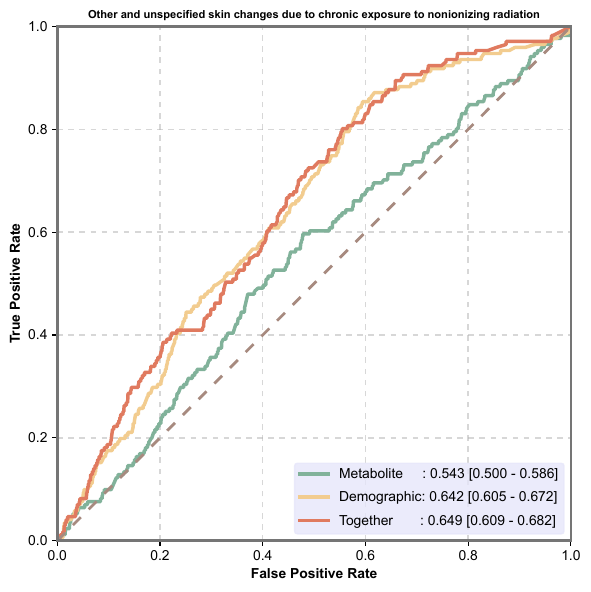 Other and unspecified skin changes due to chronic exposure to nonionizing radiation
True Positive Rate
1.0
0.8
0.6
0.4
0.2
0.0
Metabolite : 0.543 [0.500 - 0.586]
Demographic: 0.642 [0.605 - 0.672]
Together : 0.649 [0.609 - 0.682]
0.0 0.2 0.4 0.6 0.8 1.0
False Positive Rate